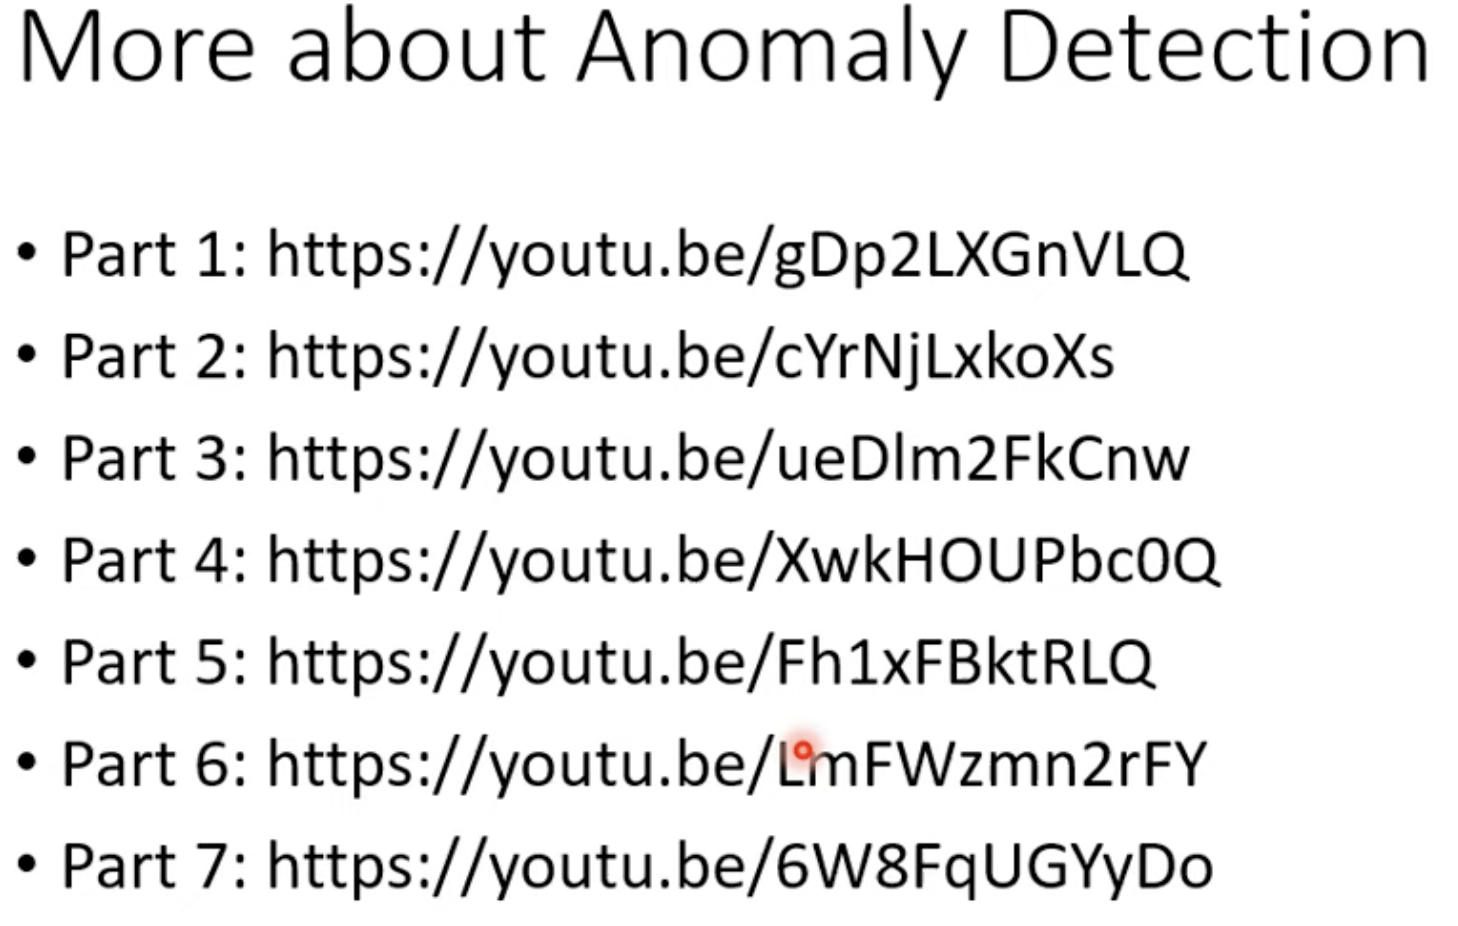 More about Anomaly Detection
• Part 1: https://youtu.be/gDp2LXGnVLQ
• Part 2: https://youtu.be/cYrNjLxkoXs
• Part 3: https://youtu.be/ueDlm2FkCnw
• Part 4: https://youtu.be/XwkHOUPbc0Q
• Part 5: https://youtu.be/Fh1xFBktRLQ
• Part 6: https://youtu.be/LmFWzmn2rFY
• Part 7: https://youtu.be/6W8FqUGYyDo